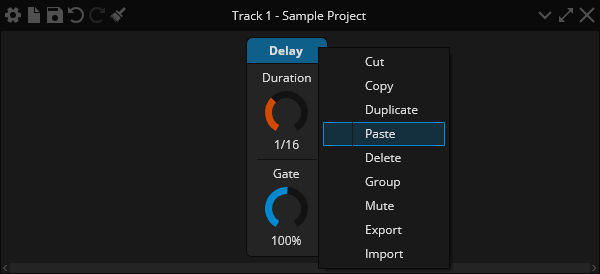 Track 1 - Sample Project
Delay
Duration
1/16
Gate
100%
Cut
Copy
Duplicate
Paste
Delete
Group
Mute
Export
Import